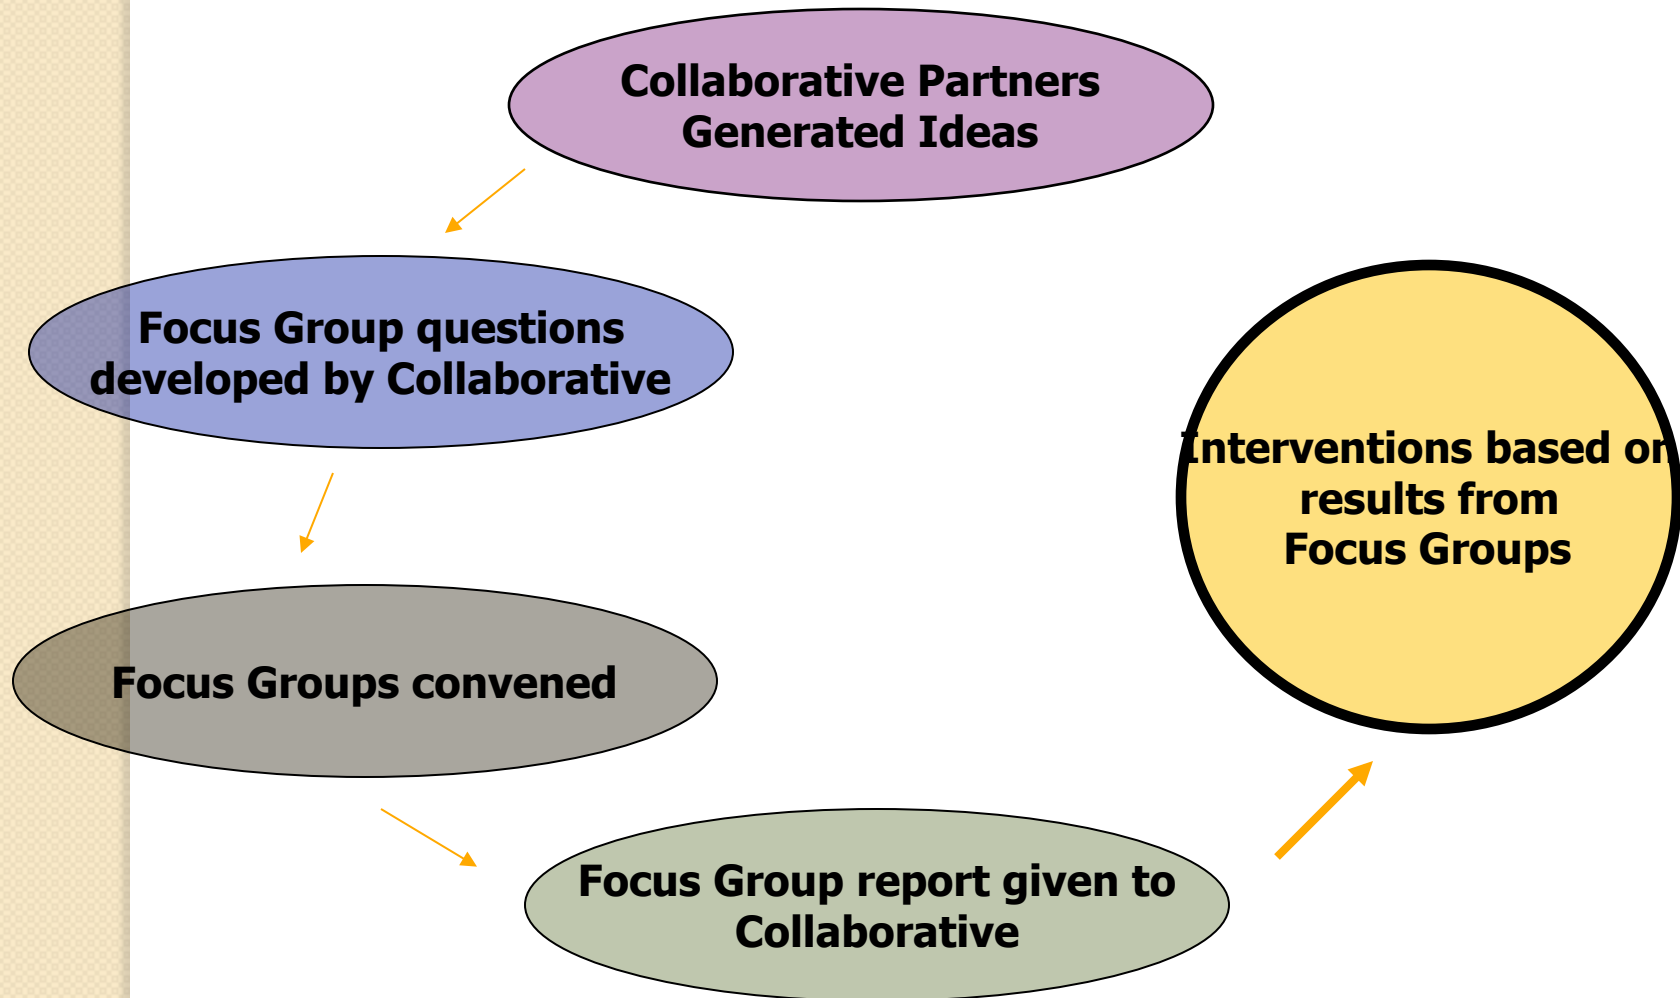 Collaborative Partners
Generated Ideas
Focus Group questions
developed by Collaborative
Focus Groups convened
Focus Group report given to
Collaborative
Interventions based on
results from
Focus Groups